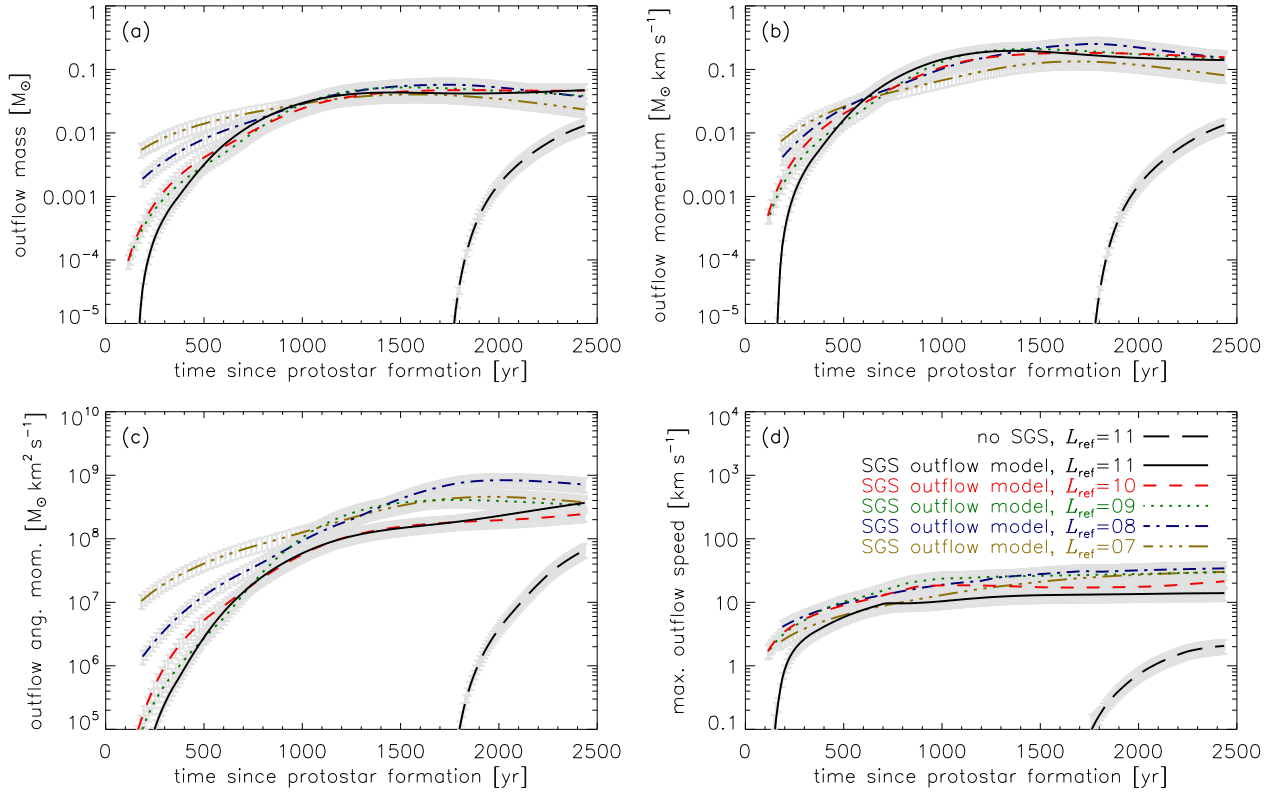 (a)
outflow mass [M⊙]
1
0.1
0.01
0.001
10⁻⁴
10⁻⁵
0 500 1000 1500 2000 2500
time since protostar formation [yr]
(b)
outflow momentum [M⊙ km s⁻¹]
1
0.1
0.01
0.001
10⁻⁴
10⁻⁵
0 500 1000 1500 2000 2500
time since protostar formation [yr]
(c)
outflow ang. mom. [M⊙ km² s⁻¹]
10¹⁰
10⁹
10⁸
10⁷
10⁶
10⁵
0 500 1000 1500 2000 2500
time since protostar formation [yr]
(d)
max. outflow speed [km s⁻¹]
10⁴
10³
100
10
1
0.1
no SGS, L_ref=11
SGS outflow model, L_ref=11
SGS outflow model, L_ref=10
SGS outflow model, L_ref=09
SGS outflow model, L_ref=08
SGS outflow model, L_ref=07
0 500 1000 1500 2000 2500
time since protostar formation [yr]